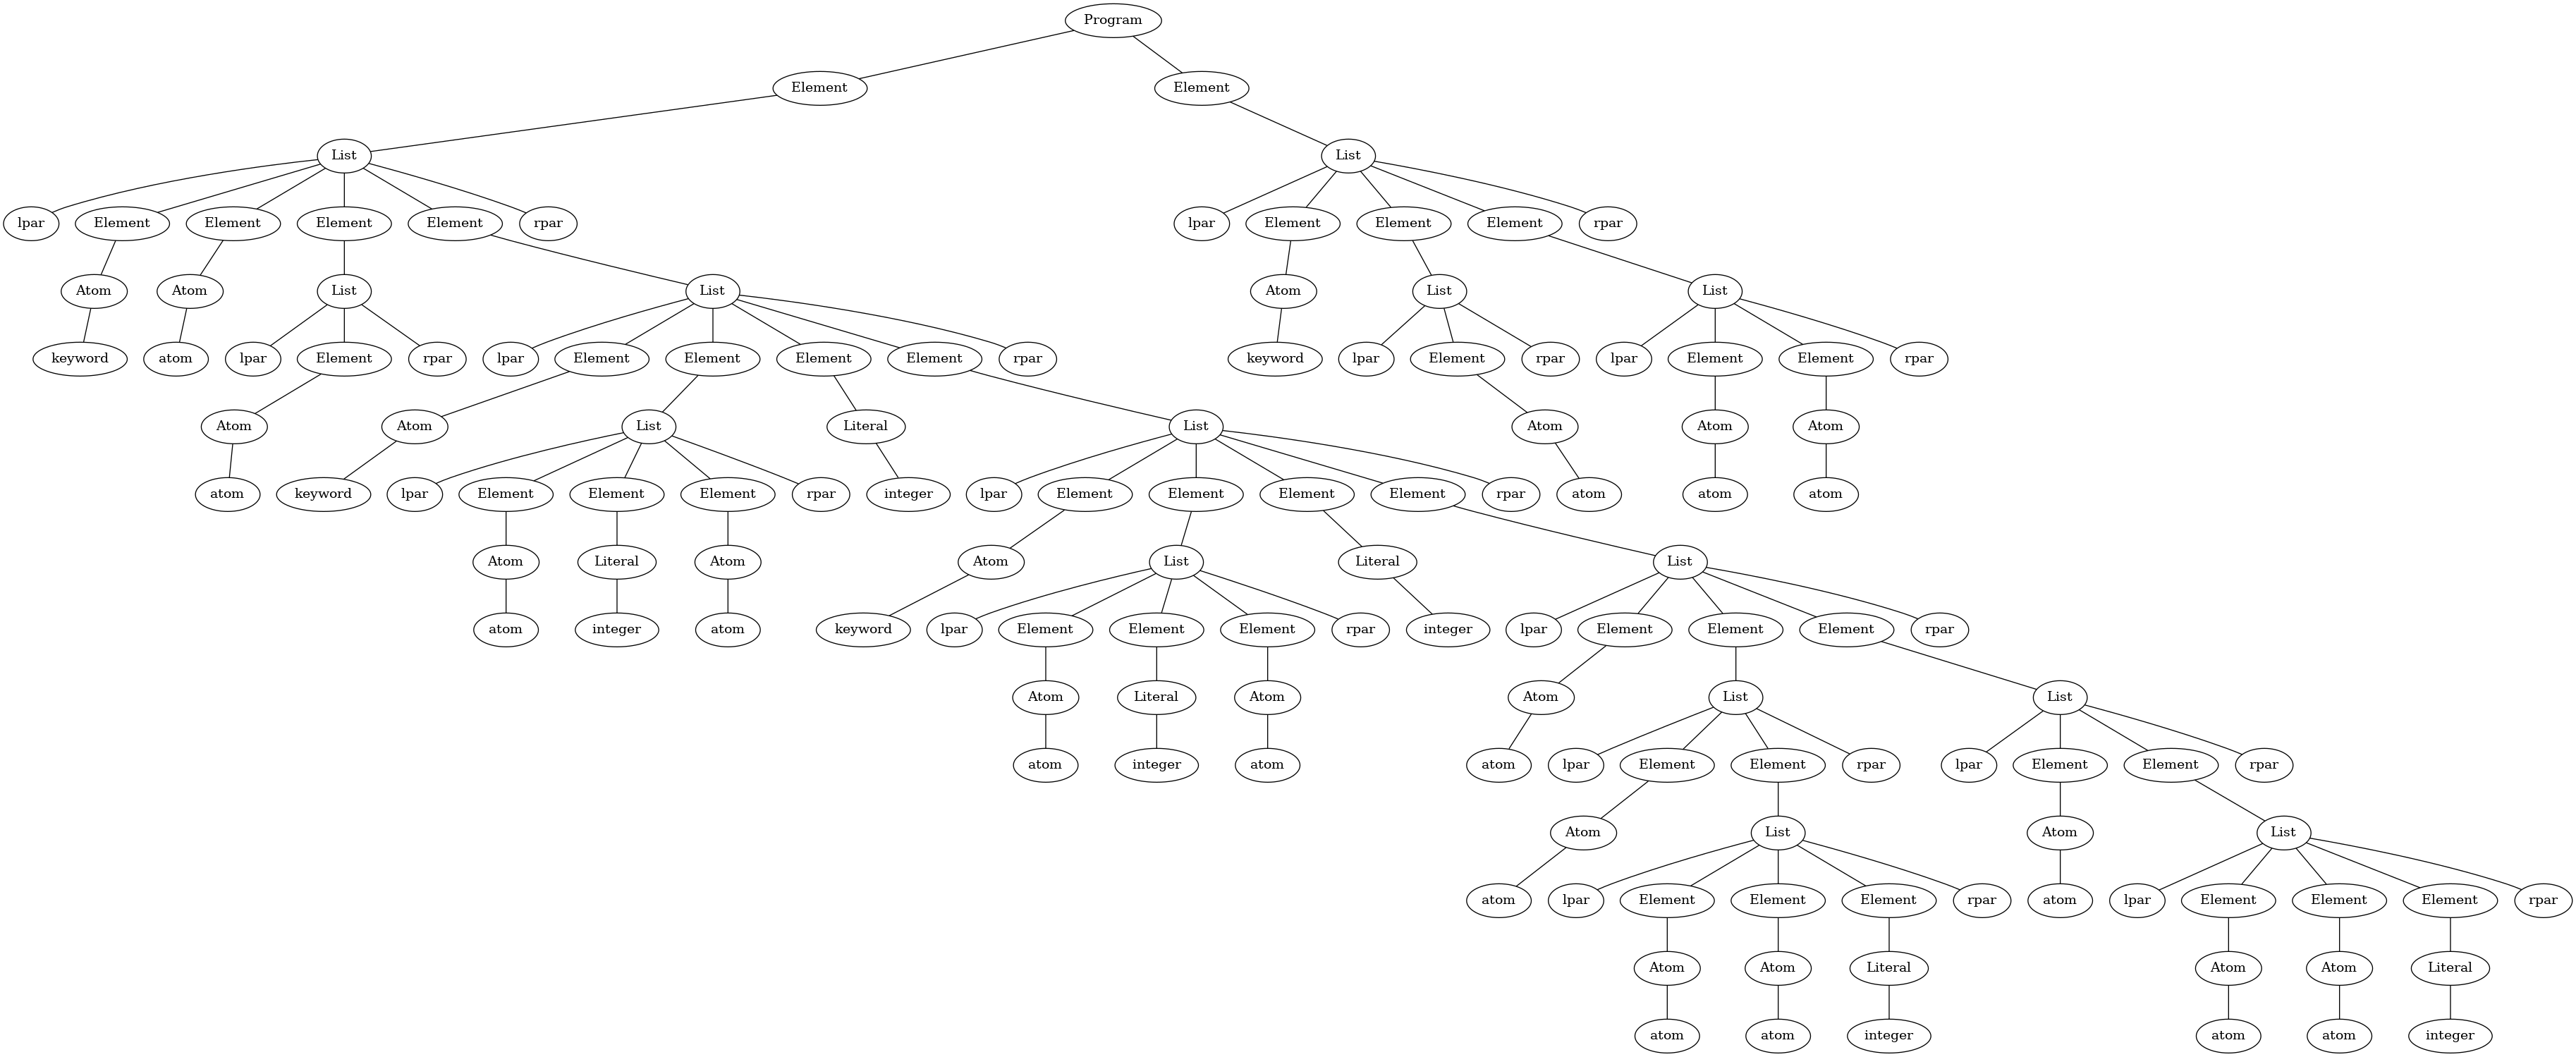 Program
Element Element
List List
lpar Element Element Element Element rpar lpar Element Element Element rpar
Atom Atom List List Atom List List
keyword atom lpar Element rpar lpar Element Element Element Element rpar keyword lpar Element rpar lpar Element Element rpar
Atom Atom List Literal List Atom Atom Atom
atom keyword lpar Element Element Element rpar integer lpar Element Element Element Element rpar atom atom atom
Atom Literal Atom Atom List Literal List
atom integer atom keyword lpar Element Element Element rpar integer lpar Element Element Element rpar
Atom Literal Atom Atom List List
atom integer atom atom lpar Element Element rpar lpar Element Element rpar
Atom List Atom List
atom lpar Element Element Element rpar atom lpar Element Element Element rpar
Atom Atom Literal Atom Atom Literal
atom atom integer atom atom integer